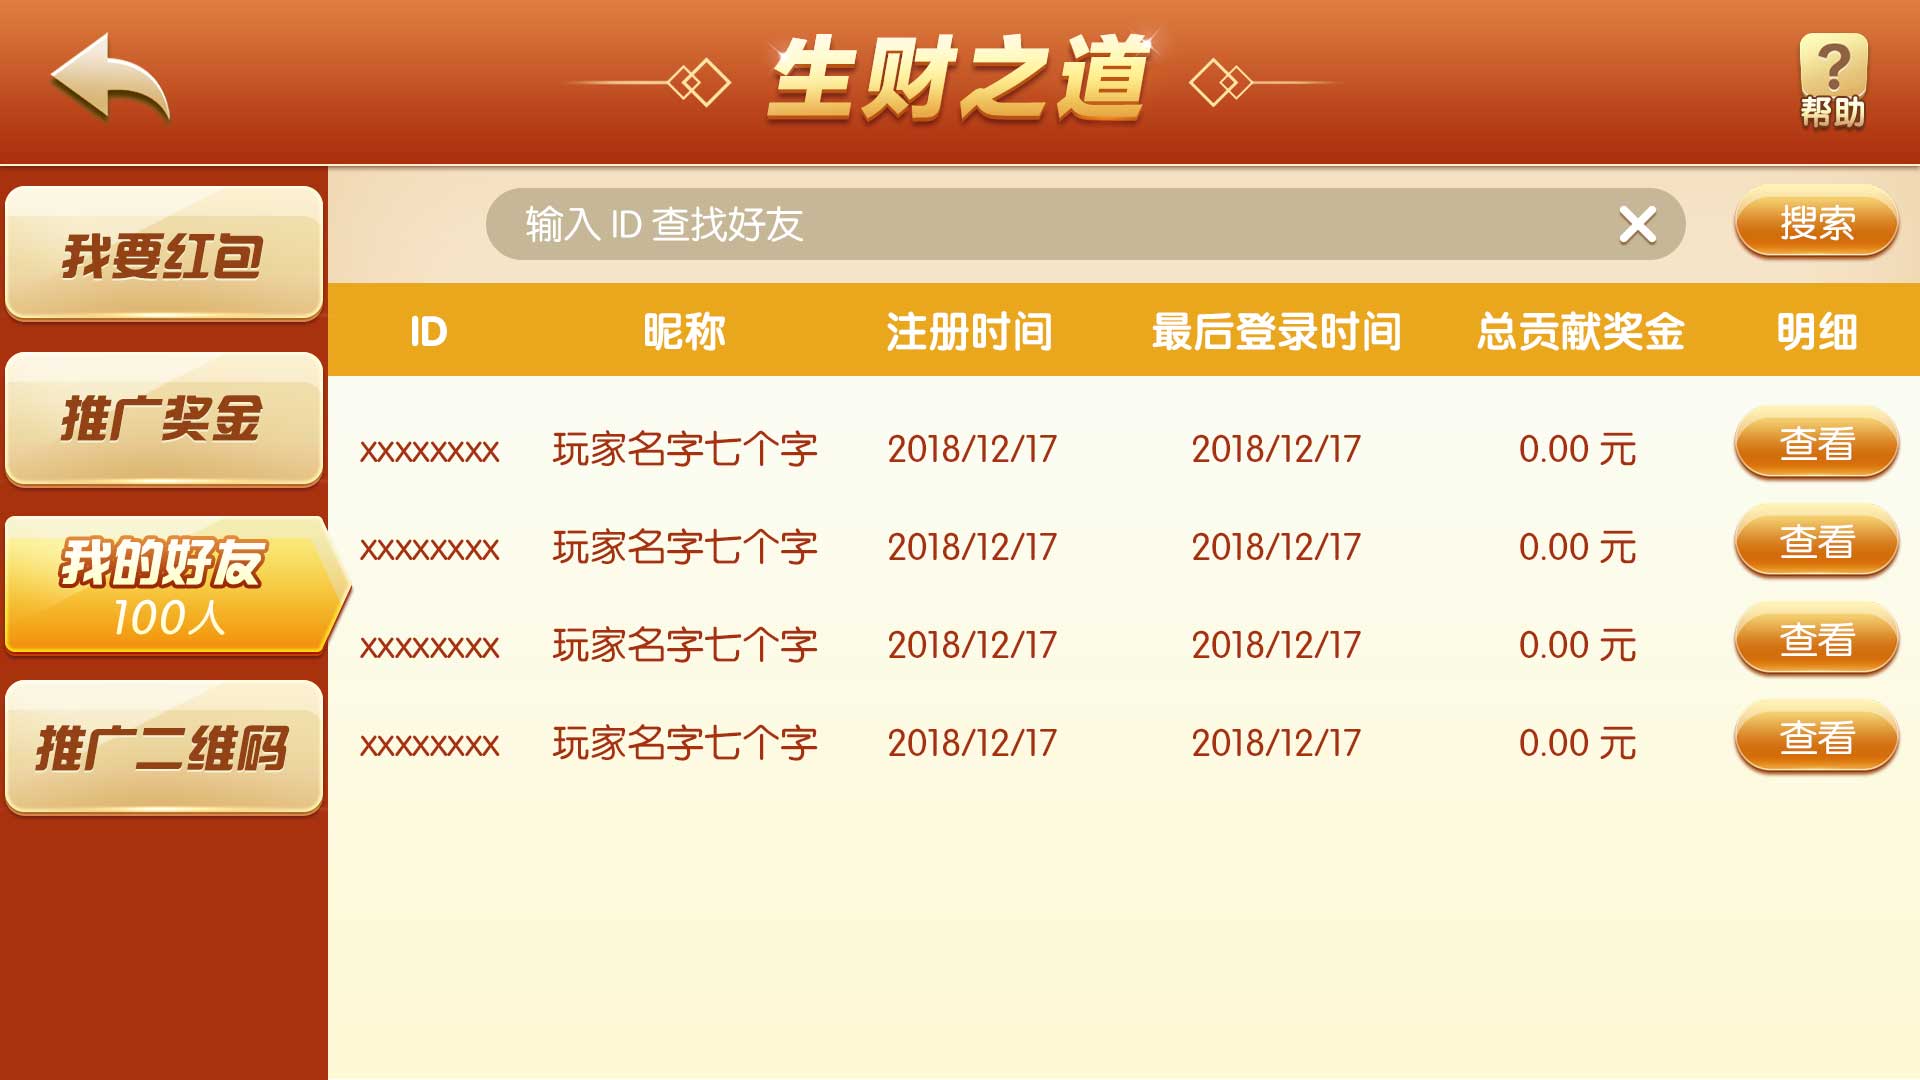 生财之道
帮助
我要红包
推广奖金
我的好友
100人
推广二维码
输入 ID 查找好友
搜索
ID 昵称 注册时间 最后登录时间 总贡献奖金 明细
xxxxxxxx 玩家名字七个字 2018/12/17 2018/12/17 0.00 元 查看
xxxxxxxx 玩家名字七个字 2018/12/17 2018/12/17 0.00 元 查看
xxxxxxxx 玩家名字七个字 2018/12/17 2018/12/17 0.00 元 查看
xxxxxxxx 玩家名字七个字 2018/12/17 2018/12/17 0.00 元 查看